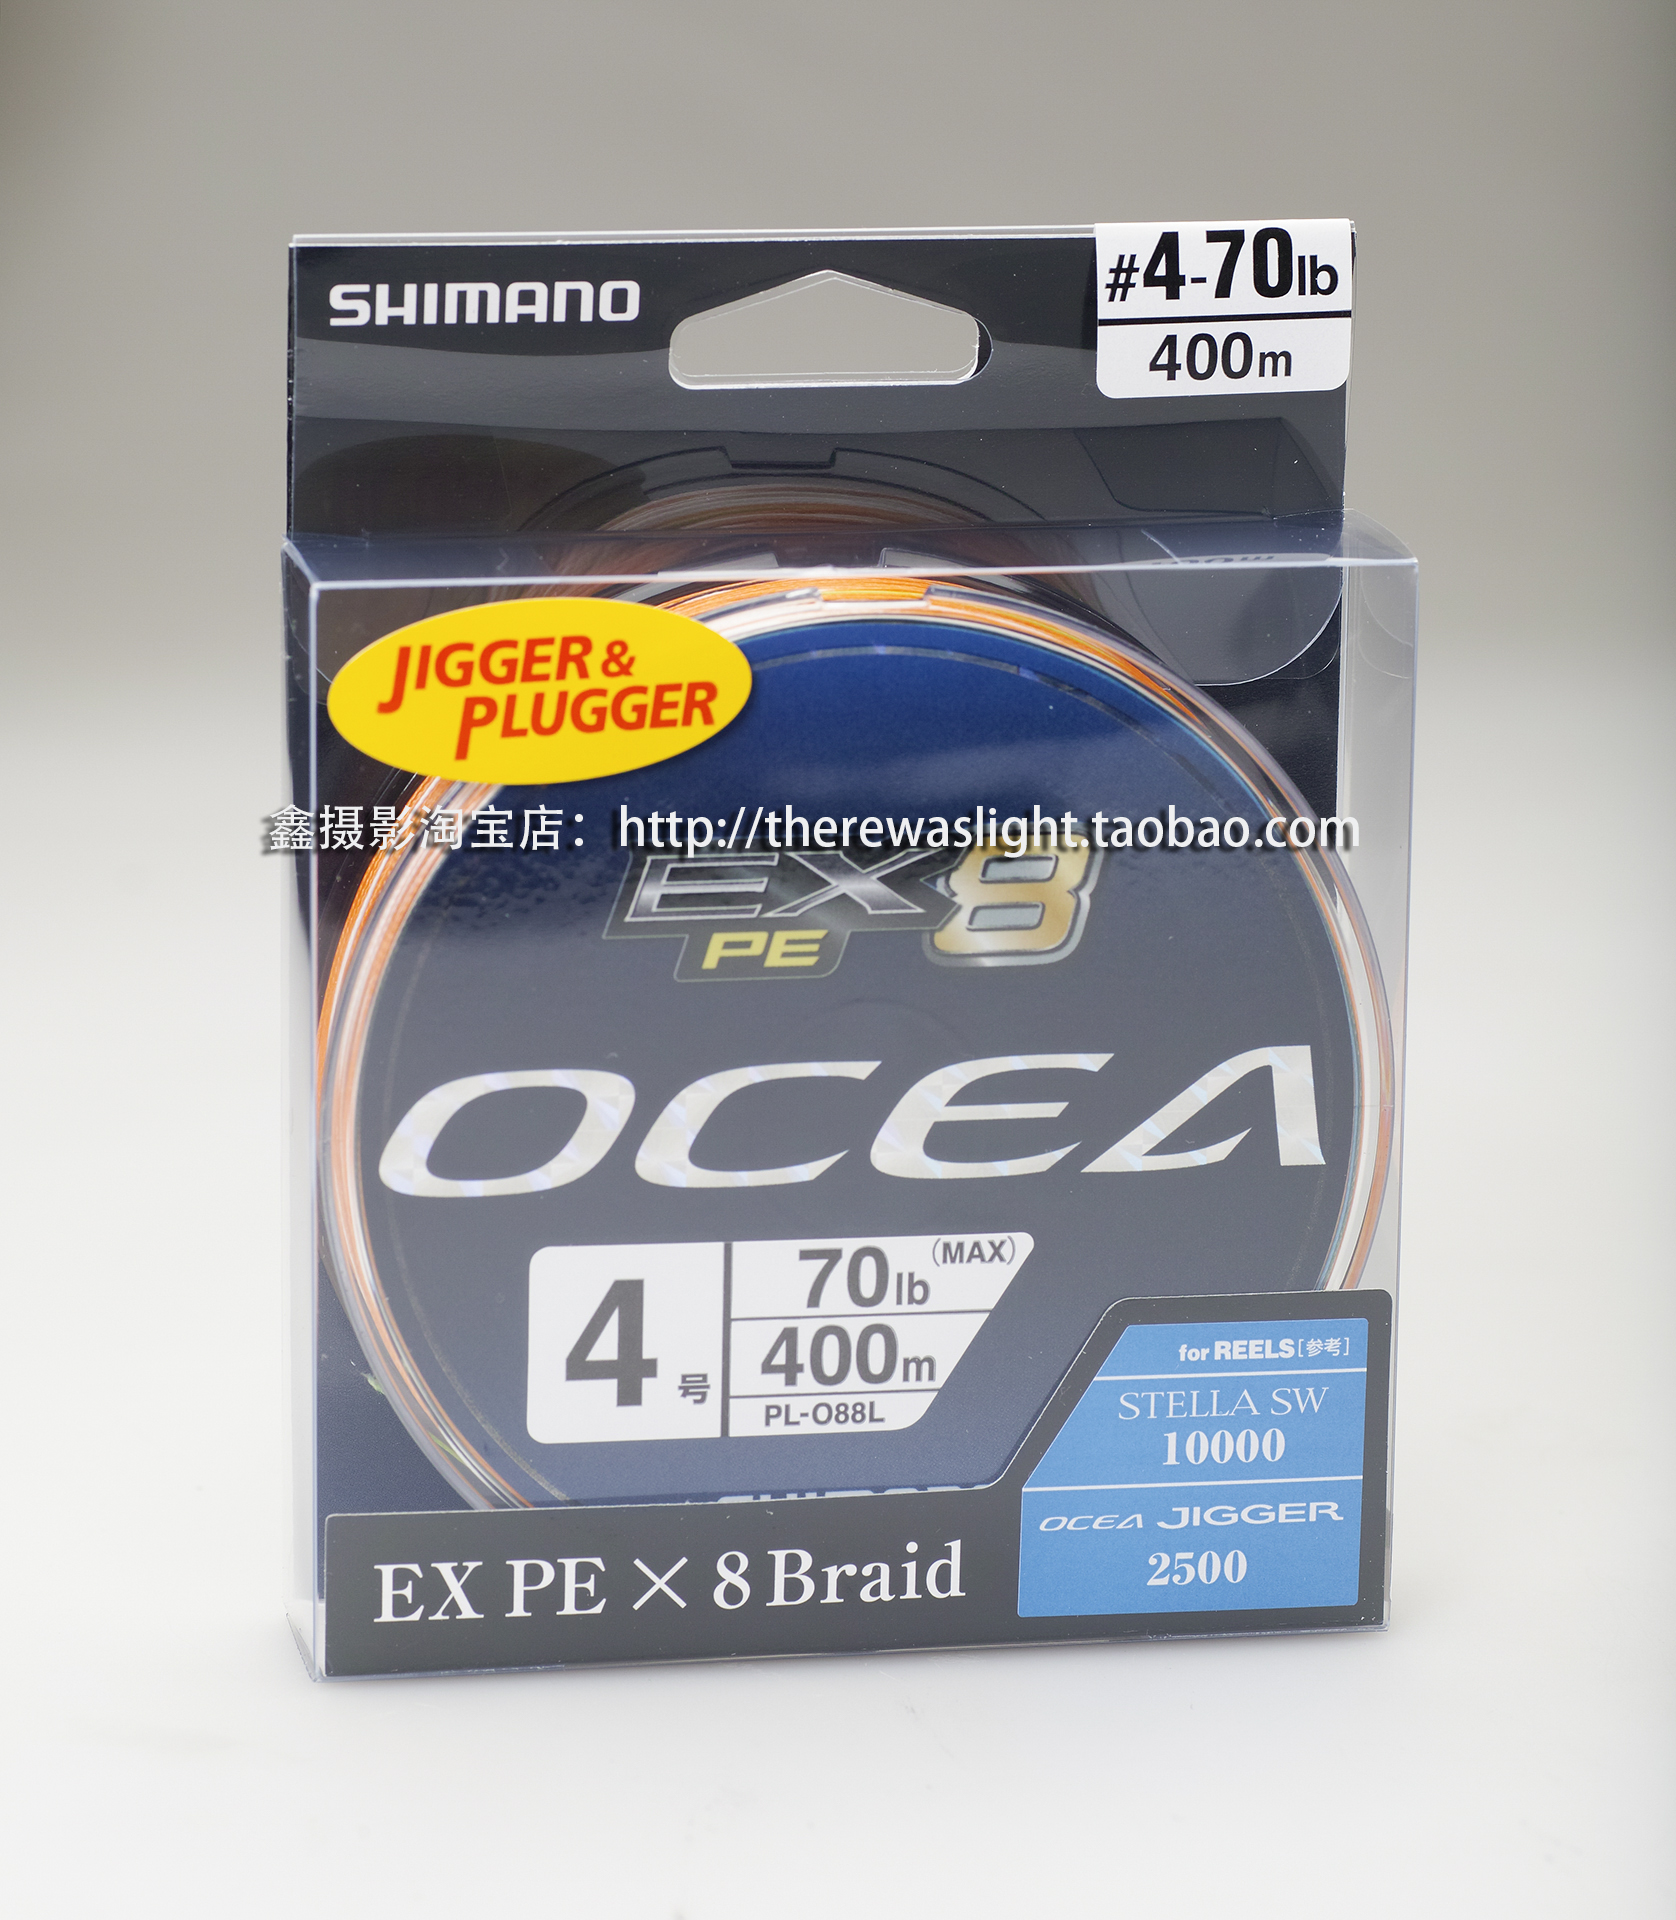 SHIMANO
#4-70lb
400m
JIGGER &
PLUGGER
鑫摄影淘宝店：http://therewaslight.taobao.com
EX8
PE
OCEA
4号
70lb (MAX)
400m
PL-O88L
for REELS [参考]
STELLA SW
10000
OCEA JIGGER
2500
EX PE × 8 Braid